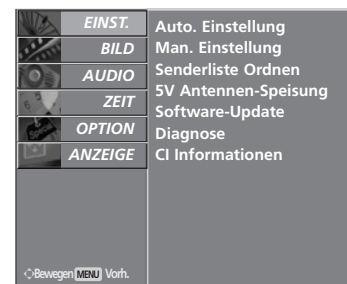 EINST.
BILD
AUDIO
ZEIT
OPTION
ANZEIGE
Auto. Einstellung
Man. Einstellung
Senderliste Ordnen
5V Antennen-Speisung
Software-Update
Diagnose
CI Informationen
Bewegen MENU Vorh.